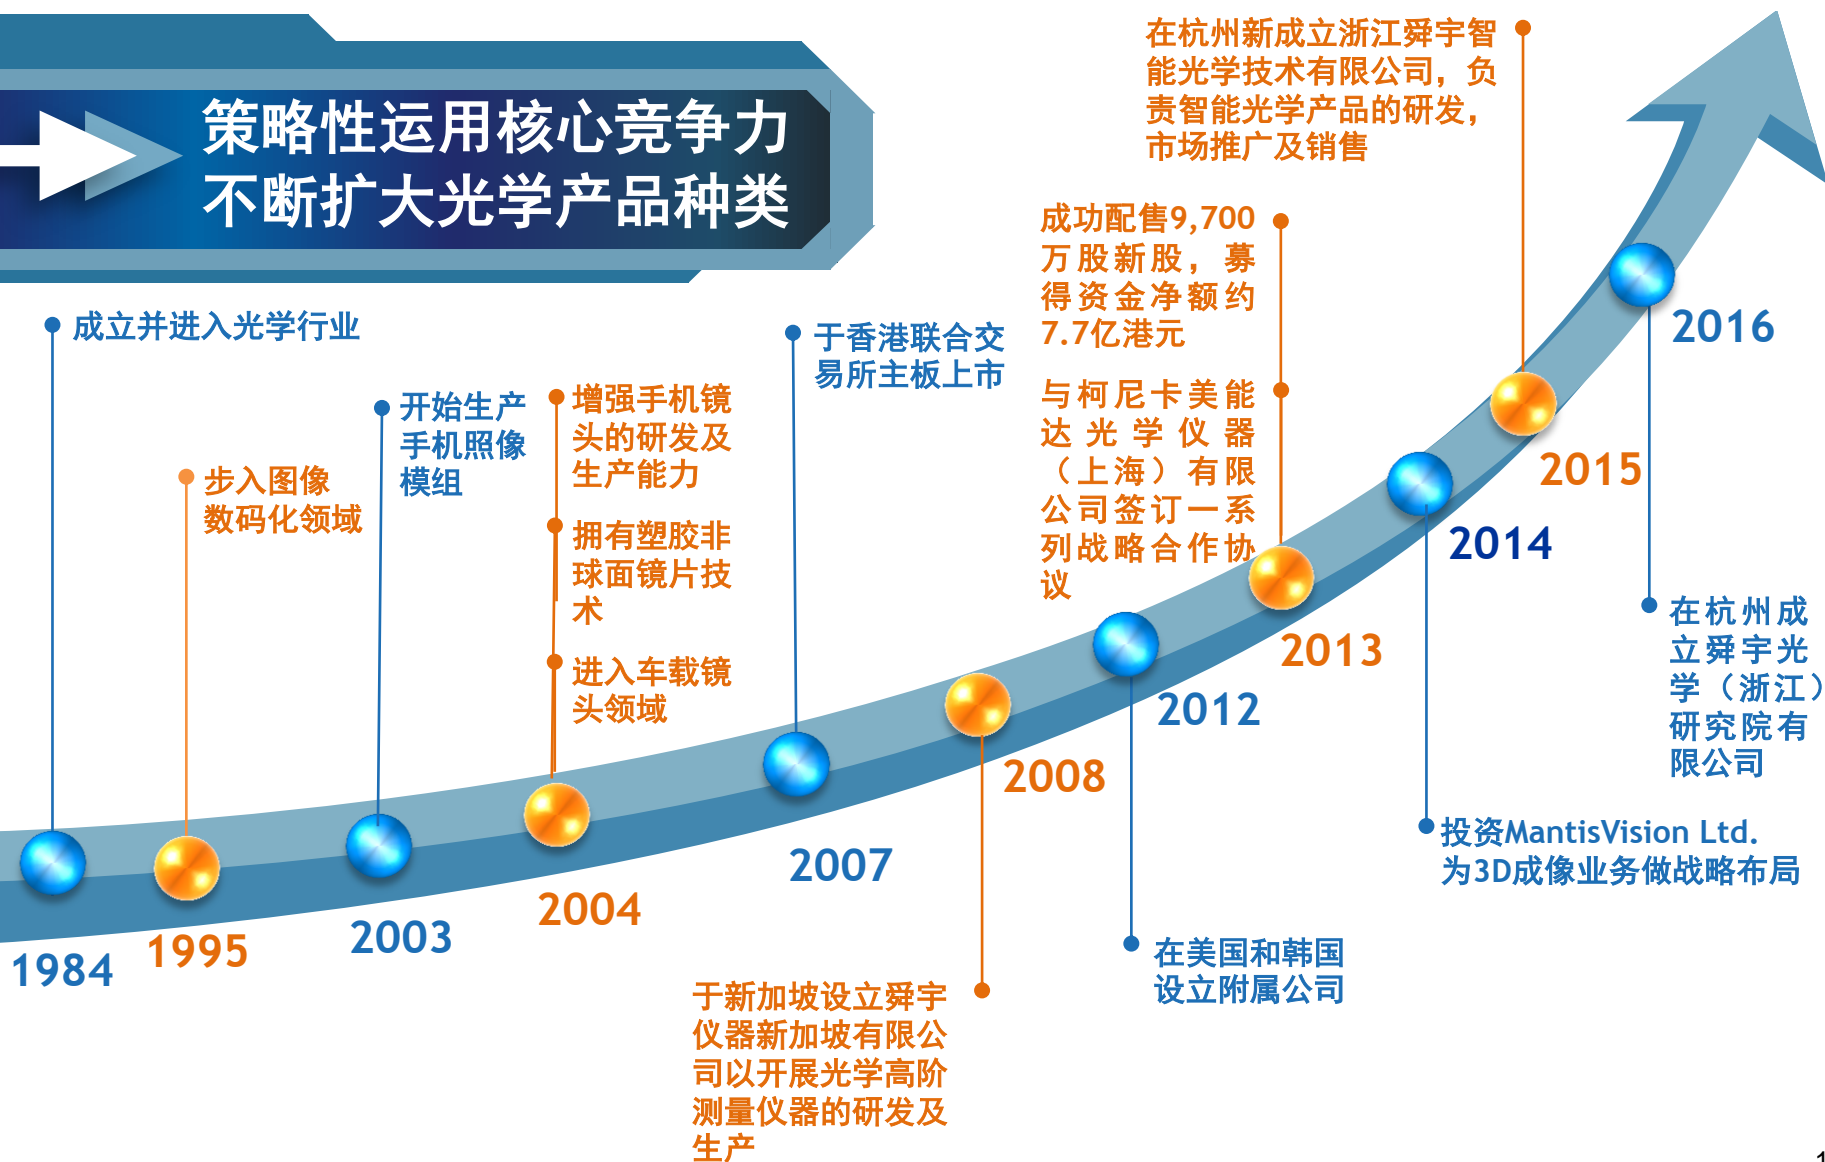 策略性运用核心竞争力
不断扩大光学产品种类
成立并进入光学行业
1984
步入图像
数码化领域
1995
开始生产
手机照像
模组
2003
增强手机镜
头的研发及
生产能力
拥有塑胶非
球面镜片技
术
进入车载镜
头领域
2004
于香港联合交
易所主板上市
2007
于新加坡设立舜宇
仪器新加坡有限公
司以开展光学高阶
测量仪器的研发及
生产
2008
在美国和韩国
设立附属公司
2012
成功配售9,700
万股新股，募
得资金净额约
7.7亿港元
与柯尼卡美能
达光学仪器
（上海）有限
公司签订一系
列战略合作协
议
2013
投资MantisVision Ltd.
为3D成像业务做战略布局
2014
在杭州新成立浙江舜宇智
能光学技术有限公司，负
责智能光学产品的研发，
市场推广及销售
2015
在杭州成
立舜宇光
学（浙江）
研究院有
限公司
2016
1